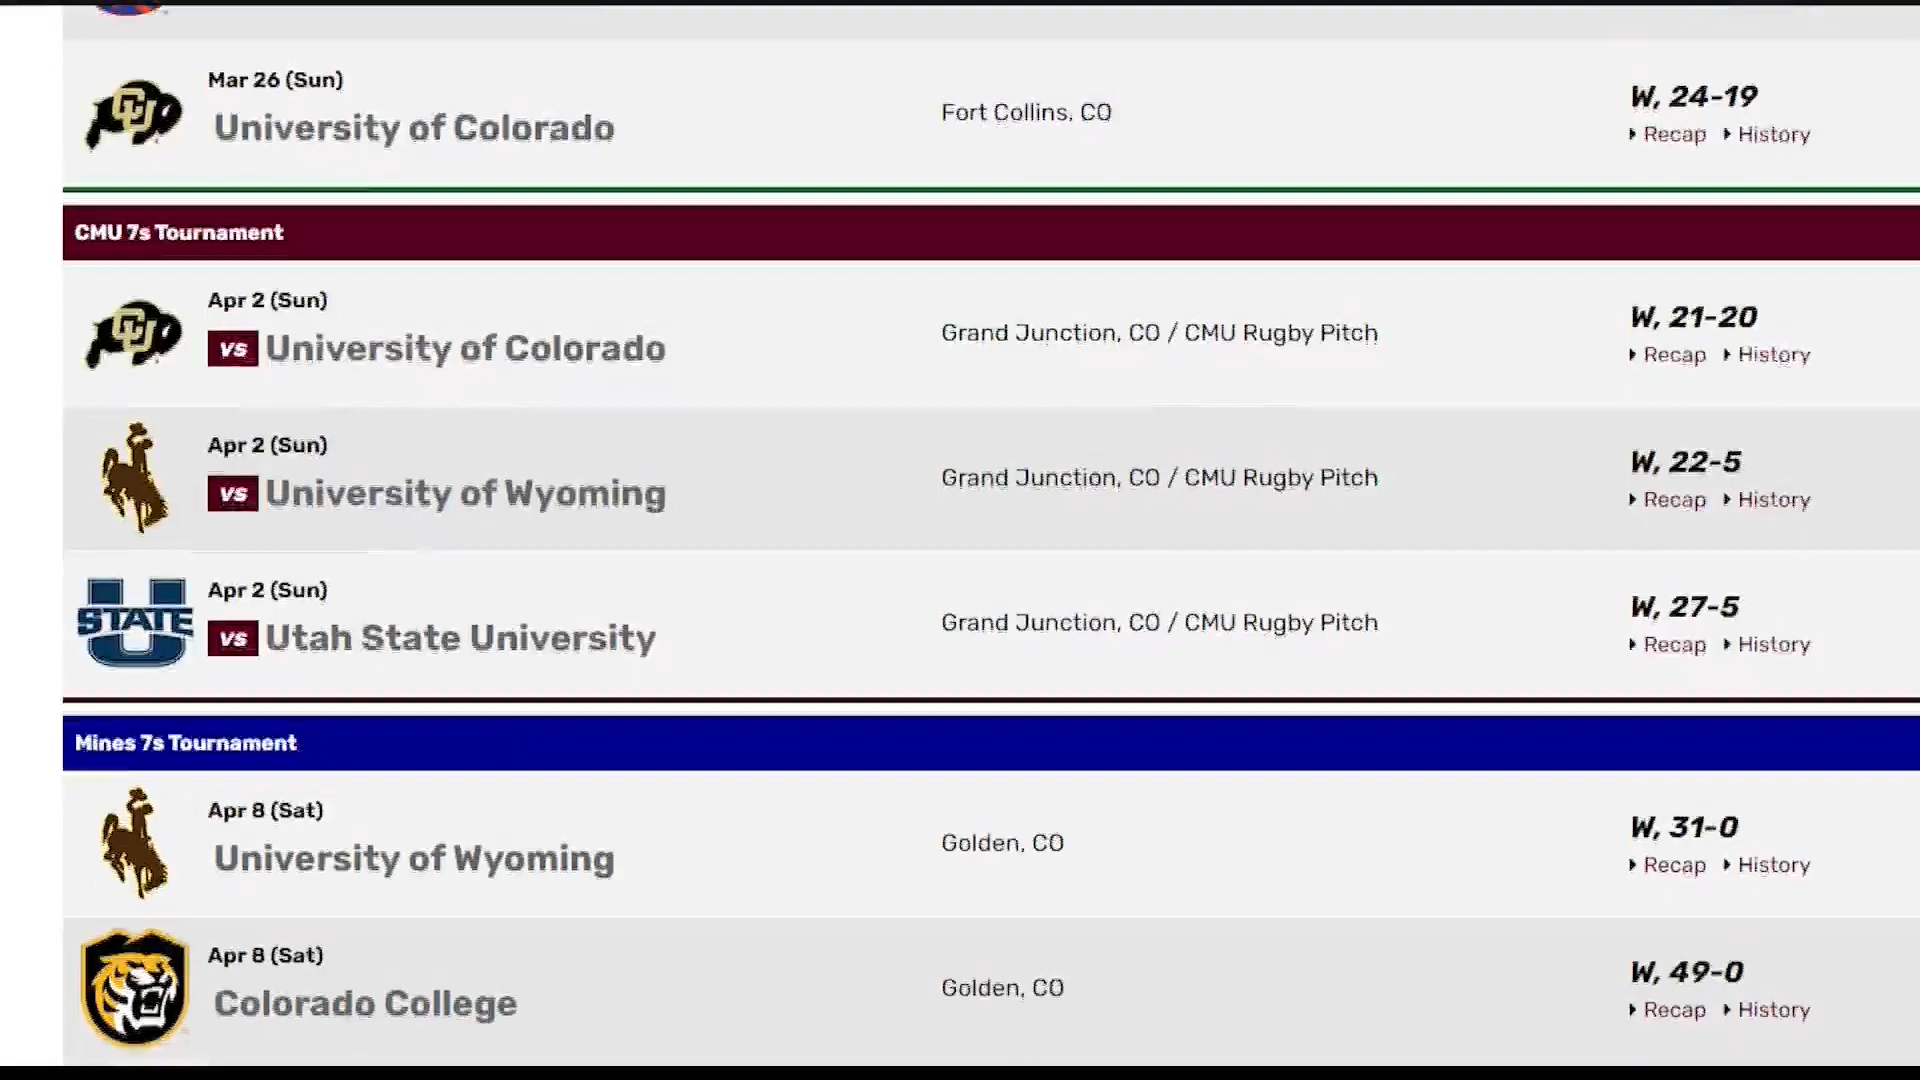 Mar 26 (Sun)
University of Colorado
Fort Collins, CO
W, 24-19
Recap History
CMU 7s Tournament
CU
Apr 2 (Sun)
vs University of Colorado
Grand Junction, CO / CMU Rugby Pitch
W, 21-20
Recap History
Apr 2 (Sun)
vs University of Wyoming
Grand Junction, CO / CMU Rugby Pitch
W, 22-5
Recap History
STATE
Apr 2 (Sun)
vs Utah State University
Grand Junction, CO / CMU Rugby Pitch
W, 27-5
Recap History
Mines 7s Tournament
Apr 8 (Sat)
University of Wyoming
Golden, CO
W, 31-0
Recap History
Apr 8 (Sat)
Colorado College
Golden, CO
W, 49-0
Recap History